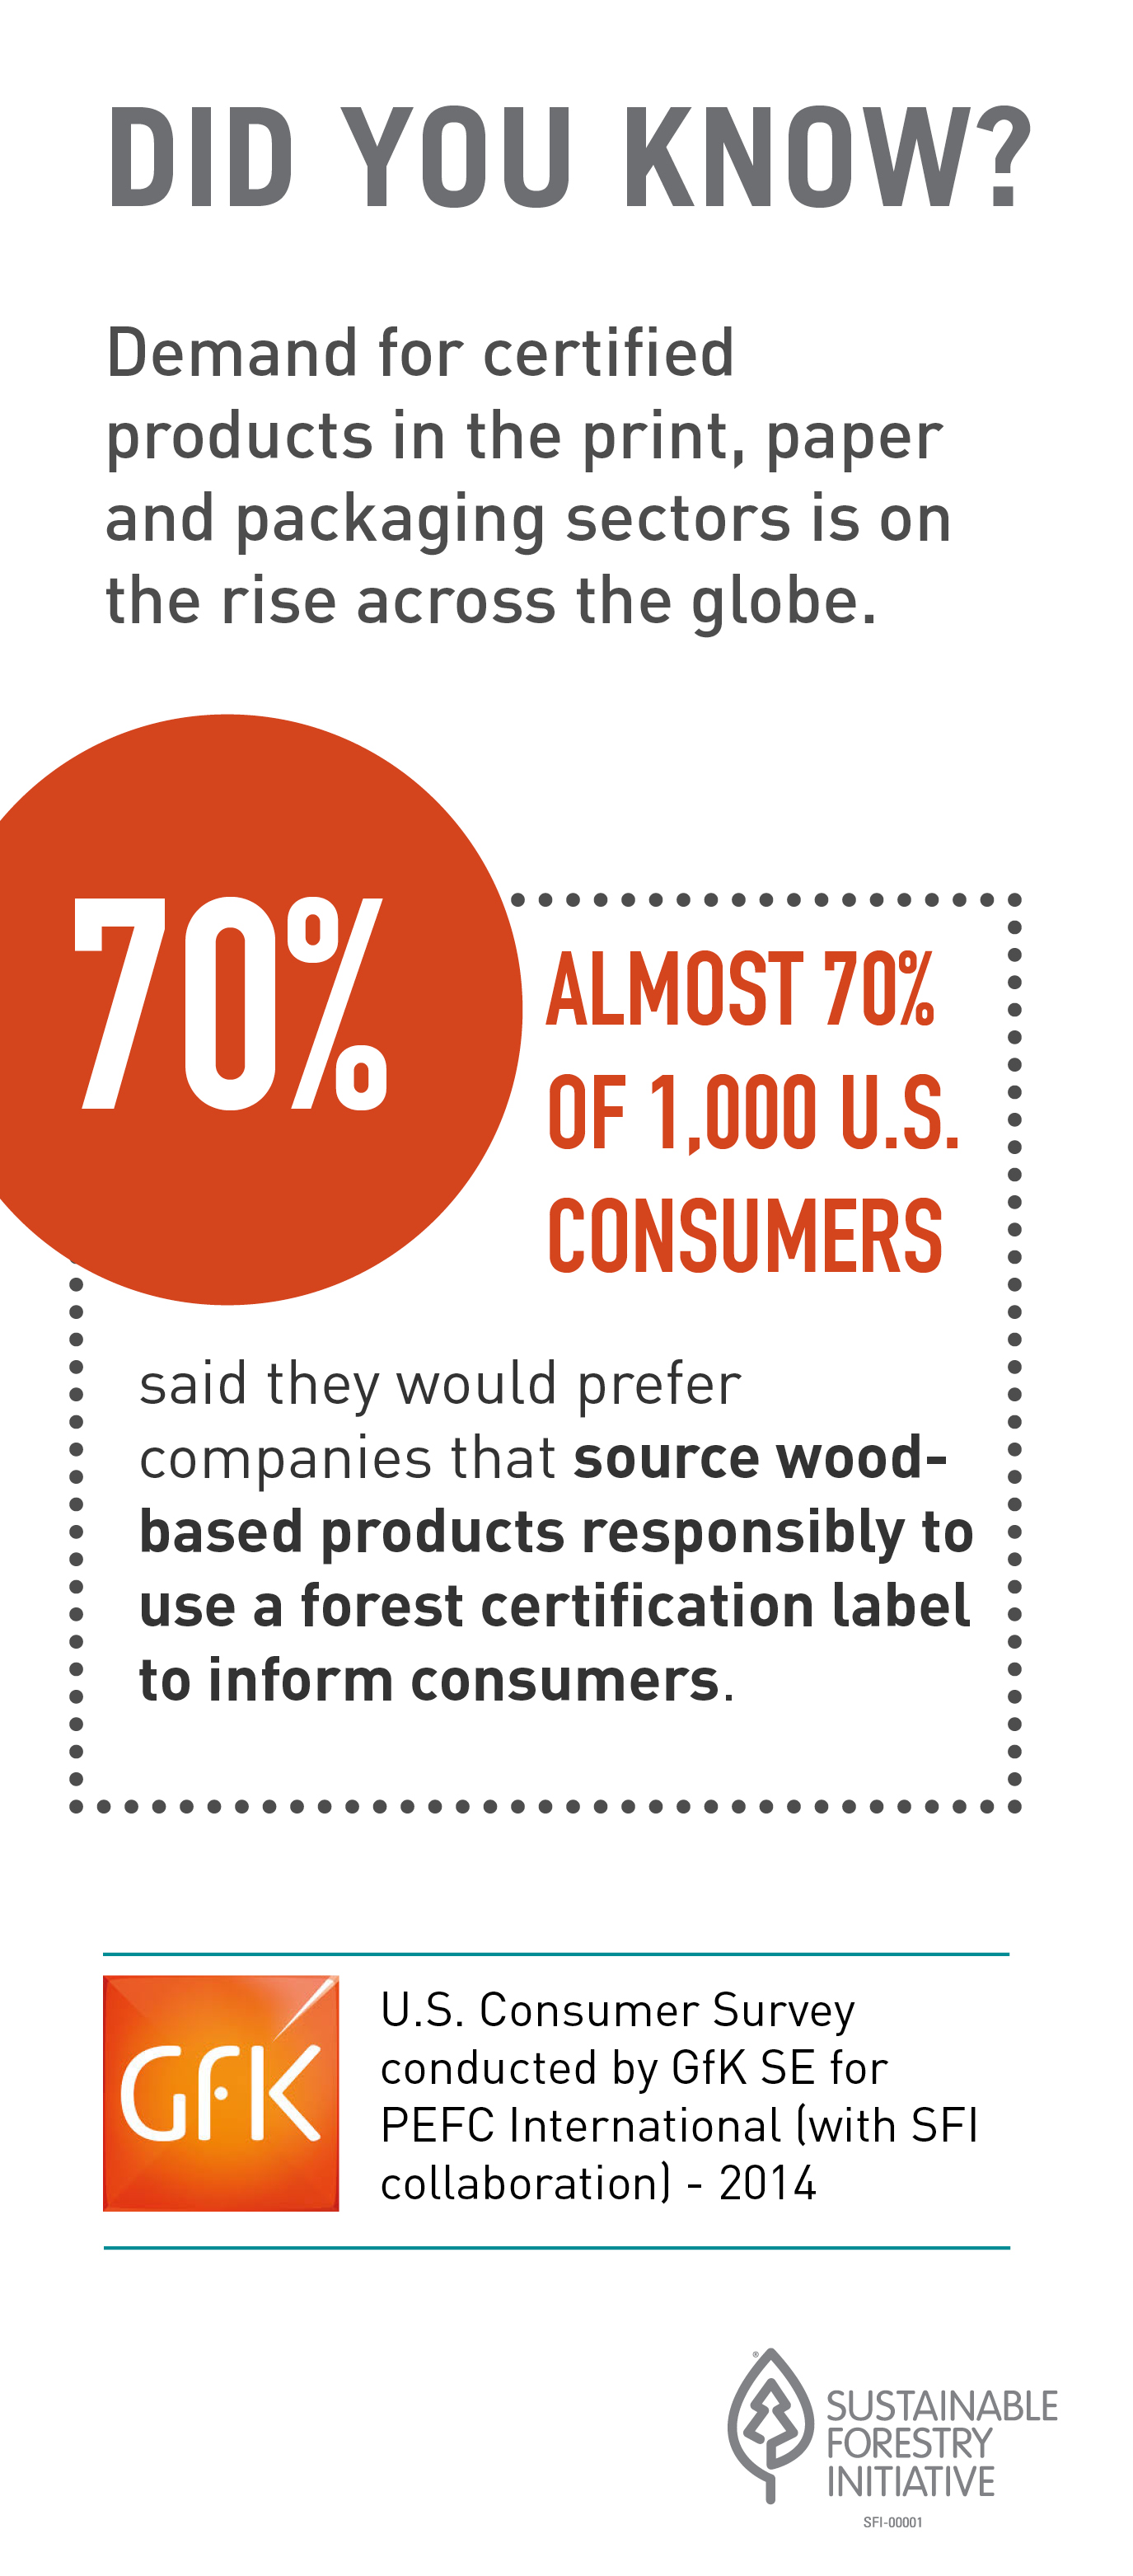 DID YOU KNOW?
Demand for certified
products in the print, paper
and packaging sectors is on
the rise across the globe.
70%
ALMOST 70%
OF 1,000 U.S.
CONSUMERS
said they would prefer
companies that source wood-
based products responsibly to
use a forest certification label
to inform consumers.
GfK
U.S. Consumer Survey
conducted by GfK SE for
PEFC International (with SFI
collaboration) - 2014
®
SUSTAINABLE
FORESTRY
INITIATIVE
SFI-00001